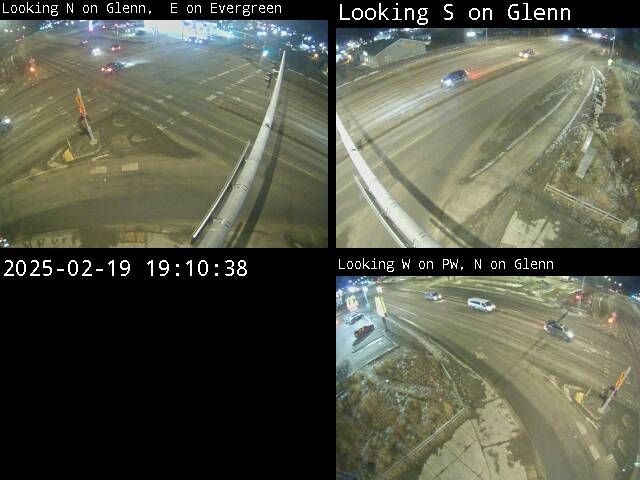 Looking N on Glenn,  E on Evergreen
Looking S on Glenn
2025-02-19 19:10:38
Looking W on PW, N on Glenn